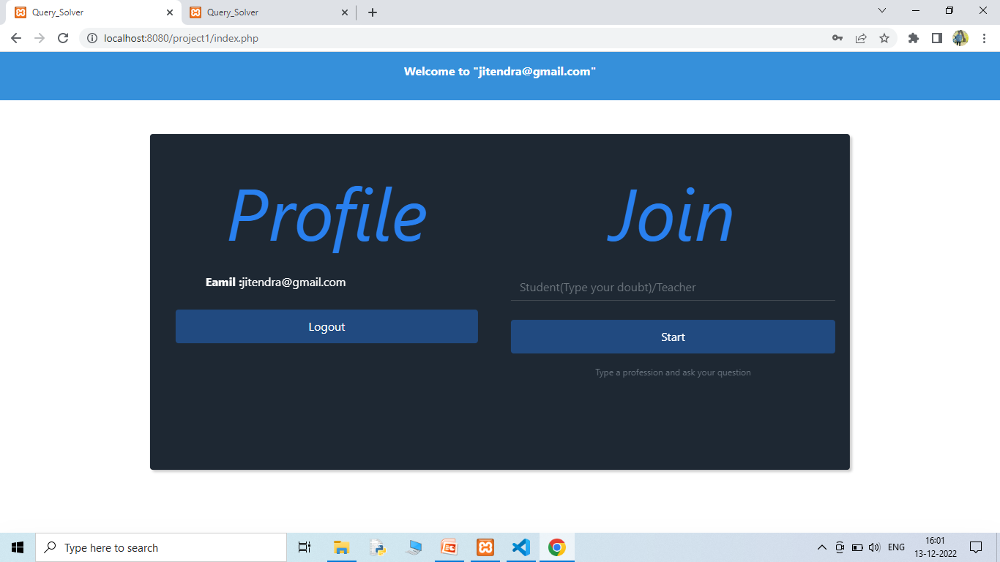 Query_Solver
Query_Solver
localhost:8080/project1/index.php
Welcome to "jitendra@gmail.com"
Profile
Eamil :jitendra@gmail.com
Logout
Join
Student(Type your doubt)/Teacher
Start
Type a profession and ask your question
Type here to search
ENG
16:01
13-12-2022